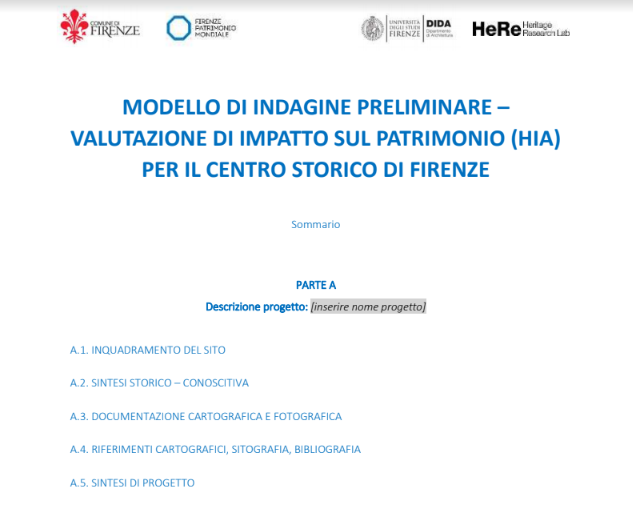 COMUNE DI
FIRENZE
FIRENZE
PATRIMONIO
MONDIALE
UNIVERSITÀ
DEGLI STUDI
FIRENZE
DIDA
Dipartimento
di Architettura
HeRe Heritage
Research Lab
MODELLO DI INDAGINE PRELIMINARE –
VALUTAZIONE DI IMPATTO SUL PATRIMONIO (HIA)
PER IL CENTRO STORICO DI FIRENZE
Sommario
PARTE A
Descrizione progetto: [inserire nome progetto]
A.1. INQUADRAMENTO DEL SITO
A.2. SINTESI STORICO – CONOSCITIVA
A.3. DOCUMENTAZIONE CARTOGRAFICA E FOTOGRAFICA
A.4. RIFERIMENTI CARTOGRAFICI, SITOGRAFIA, BIBLIOGRAFIA
A.5. SINTESI DI PROGETTO